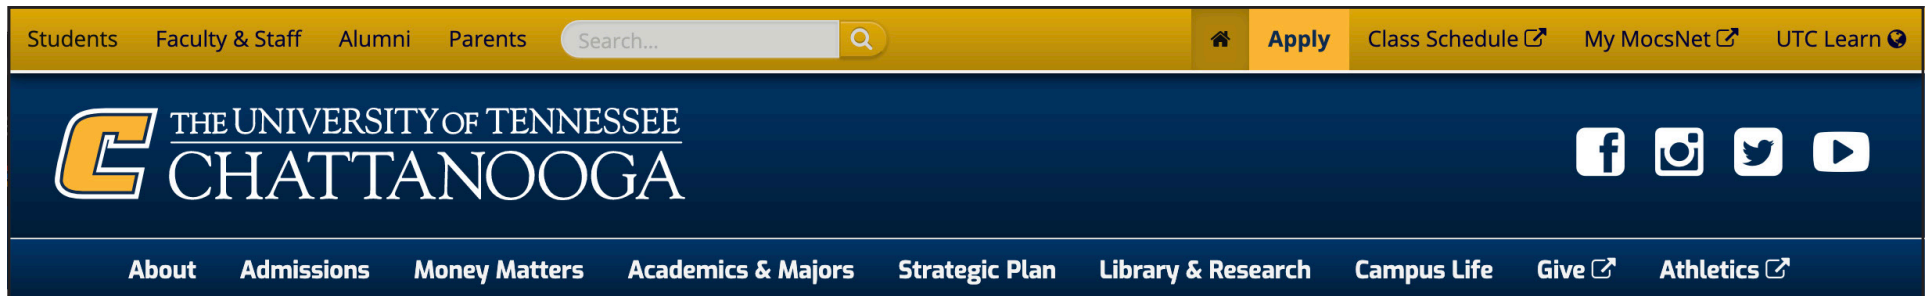 Students Faculty & Staff Alumni Parents Search... Apply Class Schedule My MocsNet UTC Learn
THE UNIVERSITY OF TENNESSEE
CHATTANOOGA
About Admissions Money Matters Academics & Majors Strategic Plan Library & Research Campus Life Give Athletics